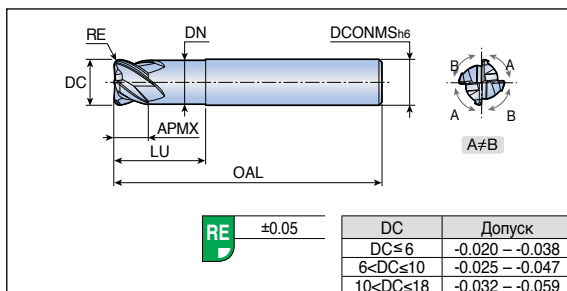 RE
DN
DCONMSh6
DC
APMX
LU
OAL
B A
A B
A≠B
RE ±0.05
DC Допуск
DC≤6 -0.020 – -0.038
6<DC≤10 -0.025 – -0.047
10<DC≤18 -0.032 – -0.059